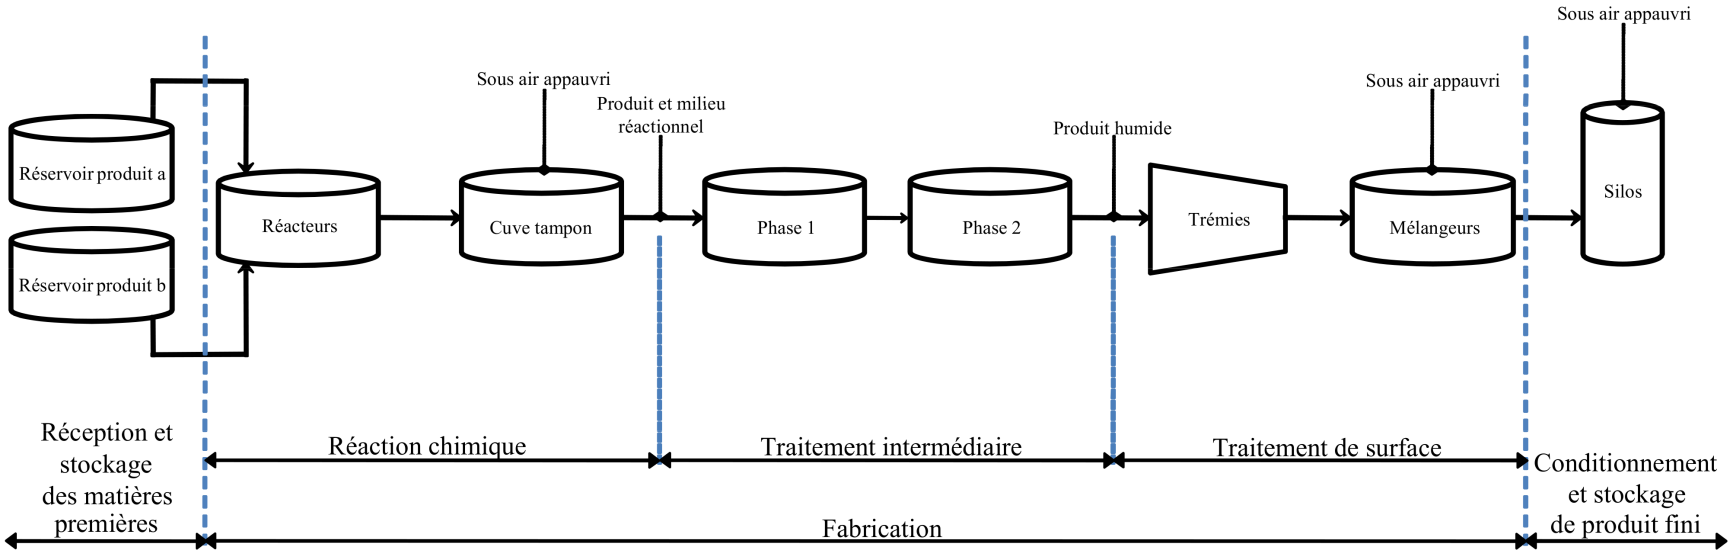 Sous air appauvri
Sous air appauvri
Sous air appauvri
Produit et milieu
réactionnel
Produit humide
Réservoir produit a
Réservoir produit b
Réacteurs
Cuve tampon
Phase 1
Phase 2
Trémies
Mélangeurs
Silos
Réception et
stockage
des matières
premières
Réaction chimique
Traitement intermédiaire
Traitement de surface
Conditionnement
et stockage
de produit fini
Fabrication